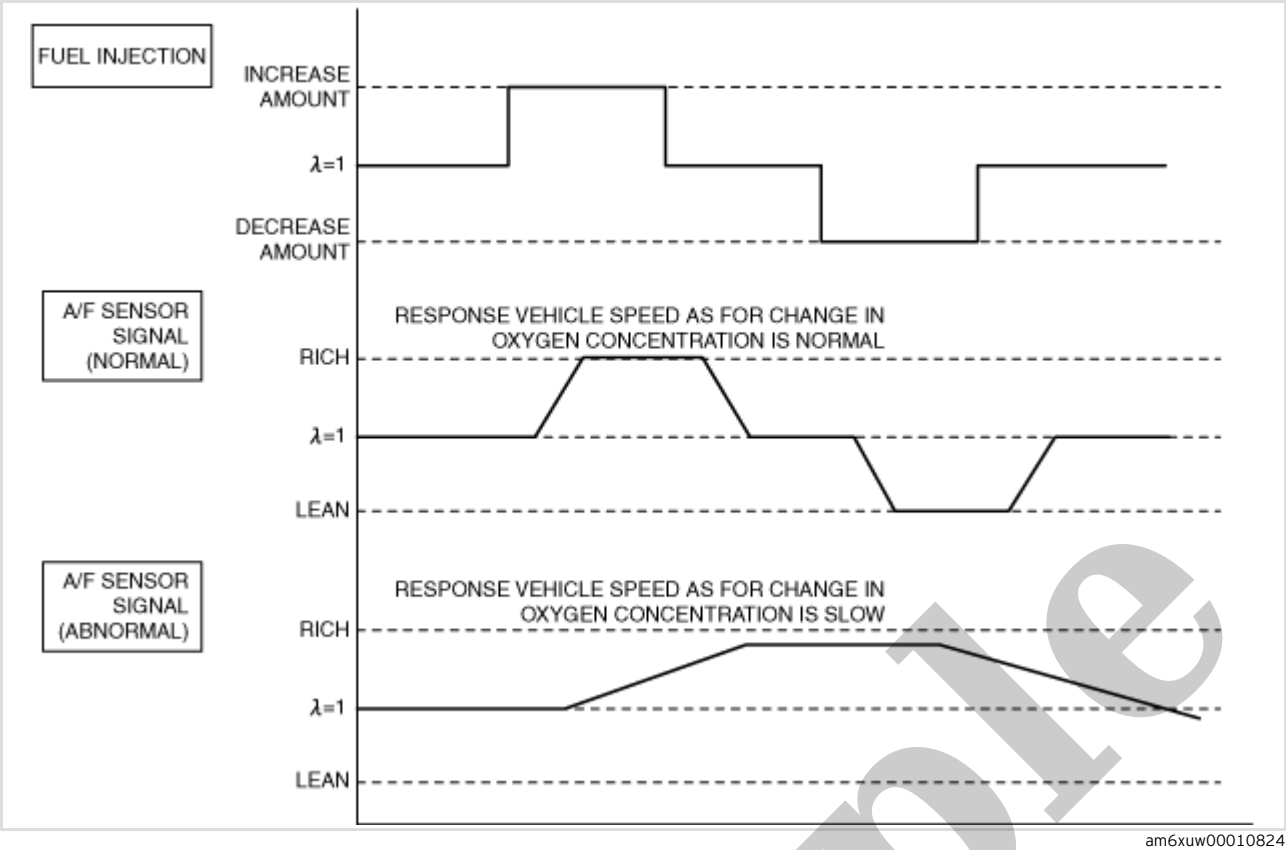 FUEL INJECTION
INCREASE
AMOUNT
λ=1
DECREASE
AMOUNT
A/F SENSOR
SIGNAL
(NORMAL)
RESPONSE VEHICLE SPEED AS FOR CHANGE IN
OXYGEN CONCENTRATION IS NORMAL
RICH
λ=1
LEAN
A/F SENSOR
SIGNAL
(ABNORMAL)
RESPONSE VEHICLE SPEED AS FOR CHANGE IN
OXYGEN CONCENTRATION IS SLOW
RICH
λ=1
LEAN
ple
am6xuw00010824